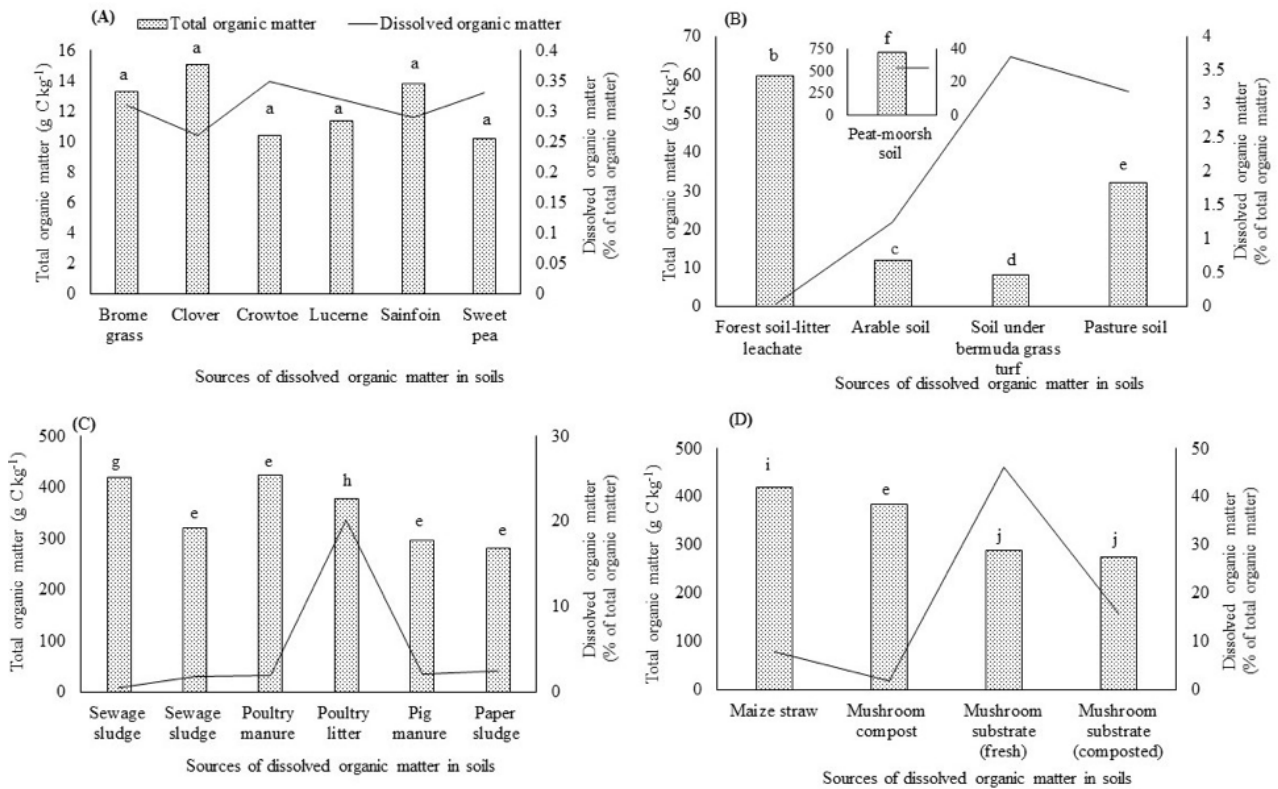 (A)
Total organic matter
Dissolved organic matter
Total organic matter (g C kg-1)
16
14
12
10
8
6
4
2
0
a
a
a
a
a
a
0.4
0.35
0.3
0.25
0.2
0.15
0.1
0.05
0
Dissolved organic matter
(% of total organic matter)
Brome
grass
Clover
Crowtoe
Lucerne
Sainfoin
Sweet
pea
Sources of dissolved organic matter in soils
(B)
Total organic matter (g C kg-1)
70
60
50
40
30
20
10
0
b
c
d
e
750
500
250
0
f
40
20
0
Peat-moorsh
soil
4
3.5
3
2.5
2
1.5
1
0.5
0
Dissolved organic matter
(% of total organic matter)
Forest soil-litter
leachate
Arable soil
Soil under
bermuda grass
turf
Pasture soil
Sources of dissolved organic matter in soils
(C)
Total organic matter (g C kg-1)
500
400
300
200
100
0
g
e
e
h
e
e
30
20
10
0
Dissolved organic matter
(% of total organic matter)
Sewage
sludge
Sewage
sludge
Poultry
manure
Poultry
litter
Pig
manure
Paper
sludge
Sources of dissolved organic matter in soils
(D)
Total organic matter (g C kg-1)
500
400
300
200
100
0
i
e
j
j
50
40
30
20
10
0
Dissolved organic matter
(% of total organic matter)
Maize straw
Mushroom
compost
Mushroom
substrate
(fresh)
Mushroom
substrate
(composted)
Sources of dissolved organic matter in soils